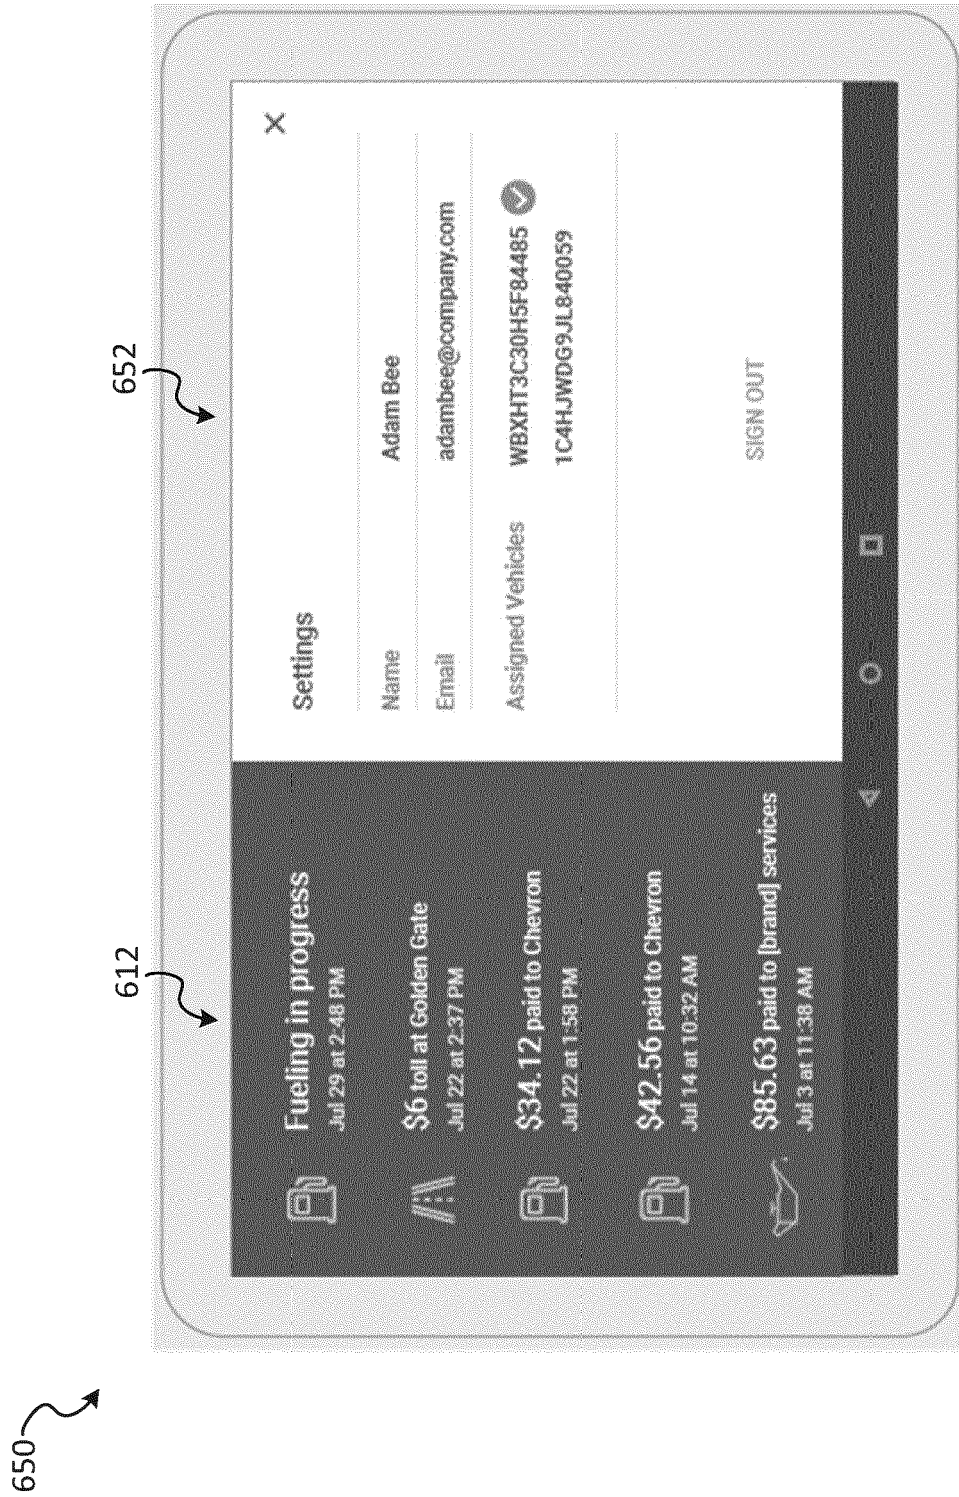 650
612
652
Fueling in progress
Jul 29 at 2:48 PM
$6 toll at Golden Gate
Jul 22 at 2:37 PM
$34.12 paid to Chevron
Jul 22 at 1:58 PM
$42.56 paid to Chevron
Jul 14 at 10:32 AM
$85.63 paid to [brand] services
Jul 3 at 11:38 AM
Settings
Name Adam Bee
Email adambee@company.com
Assigned Vehicles WBXHT3C30H5F84485
1C4HJWDG9JL840059
SIGN OUT